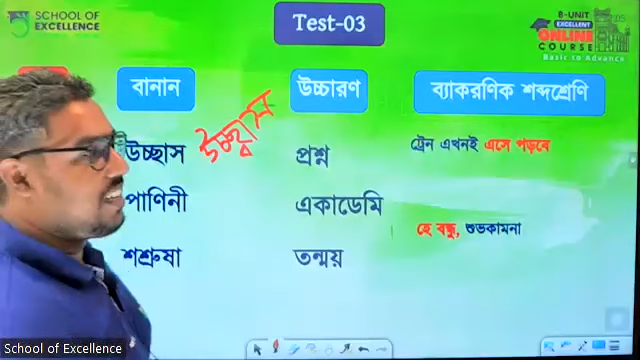 SCHOOL OF
EXCELLENCE
Test-03
B-UNIT
EXCELLENT
ONLINE
COURSE
Basic to Advance
বানান
উচ্চারণ
ব্যাকরণিক শব্দশ্রেণি
উচ্ছাস
উচ্ছ্বাস
প্রশ্ন
ট্রেন এখনই এসে পড়বে
পাণিনী
একাডেমি
হে বন্ধু, শুভকামনা
শশ্রুষা
তন্ময়
School of Excellence